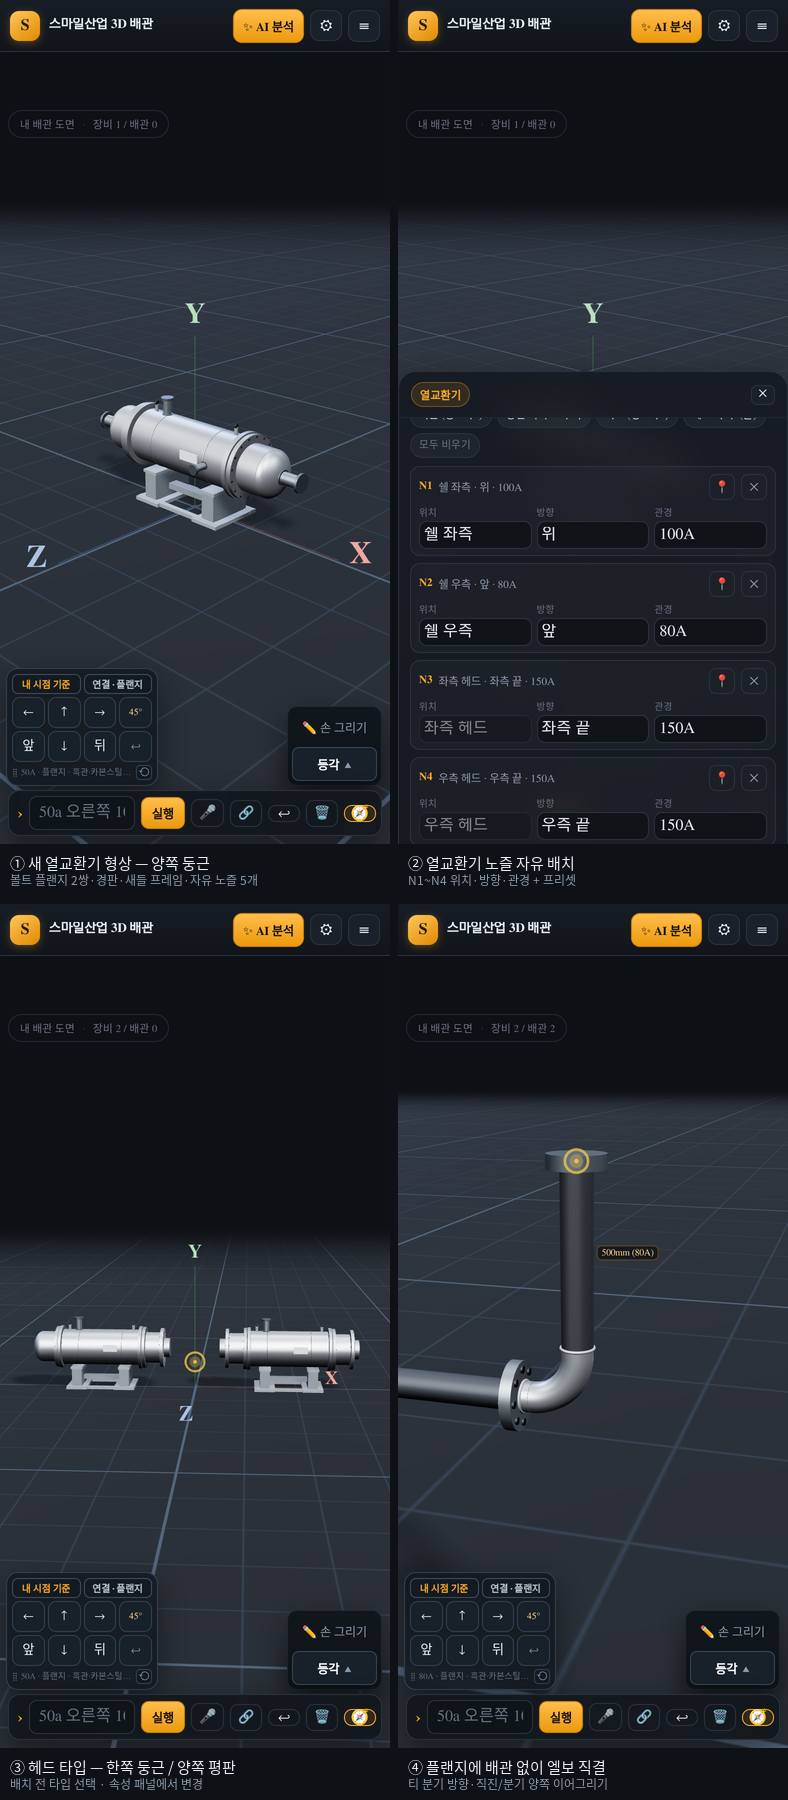 S 스마일산업 3D 배관 ✨ AI 분석 ⚙ ≡
내 배관 도면 · 장비 1 / 배관 0
Y
Z
X
내 시점 기준 연결·플랜지
← ↑ → 45°
앞 ↓ 뒤 ↩
50A · 플랜지 · 흑관·카본스틸…
✏️ 손 그리기
등각 ▲
› 50a 오른쪽 1 실행
① 새 열교환기 형상 — 양쪽 둥근
볼트 플랜지 2쌍·경판·새들 프레임·자유 노즐 5개
S 스마일산업 3D 배관 ✨ AI 분석 ⚙ ≡
내 배관 도면 · 장비 1 / 배관 0
Y
열교환기 ×
모두 비우기
N1 쉘 좌측 · 위 · 100A 📍 ×
위치 방향 관경
쉘 좌측 위 100A
N2 쉘 우측 · 앞 · 80A 📍 ×
위치 방향 관경
쉘 우측 앞 80A
N3 좌측 헤드 · 좌측 끝 · 150A 📍 ×
위치 방향 관경
좌측 헤드 좌측 끝 150A
N4 우측 헤드 · 우측 끝 · 150A 📍 ×
위치 방향 관경
우측 헤드 우측 끝 150A
② 열교환기 노즐 자유 배치
N1~N4 위치·방향·관경 + 프리셋
S 스마일산업 3D 배관 ✨ AI 분석 ⚙ ≡
내 배관 도면 · 장비 2 / 배관 0
Y
X
Z
내 시점 기준 연결·플랜지
← ↑ → 45°
앞 ↓ 뒤 ↩
50A · 플랜지 · 흑관·카본스틸…
✏️ 손 그리기
등각 ▲
› 50a 오른쪽 1 실행
③ 헤드 타입 — 한쪽 둥근 / 양쪽 평판
배치 전 타입 선택 · 속성 패널에서 변경
S 스마일산업 3D 배관 ✨ AI 분석 ⚙ ≡
내 배관 도면 · 장비 2 / 배관 2
500mm (80A)
내 시점 기준 연결·플랜지
← ↑ → 45°
앞 ↓ 뒤 ↩
80A · 플랜지 · 흑관·카본스틸…
✏️ 손 그리기
등각 ▲
› 50a 오른쪽 1 실행
④ 플랜지에 배관 없이 엘보 직결
티 분기 방향·직진/분기 양쪽 이어그리기